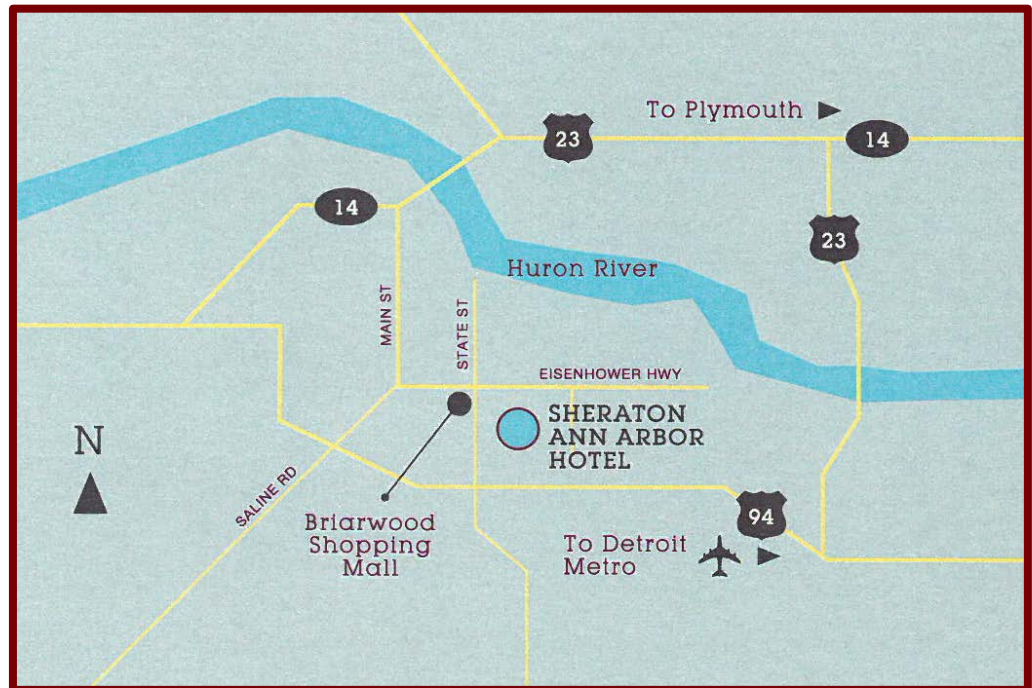 To Plymouth
23
14
14
23
Huron River
MAIN ST
STATE ST
EISENHOWER HWY
SHERATON
ANN ARBOR
HOTEL
N
SALINE RD
94
Briarwood
Shopping
Mall
To Detroit
Metro